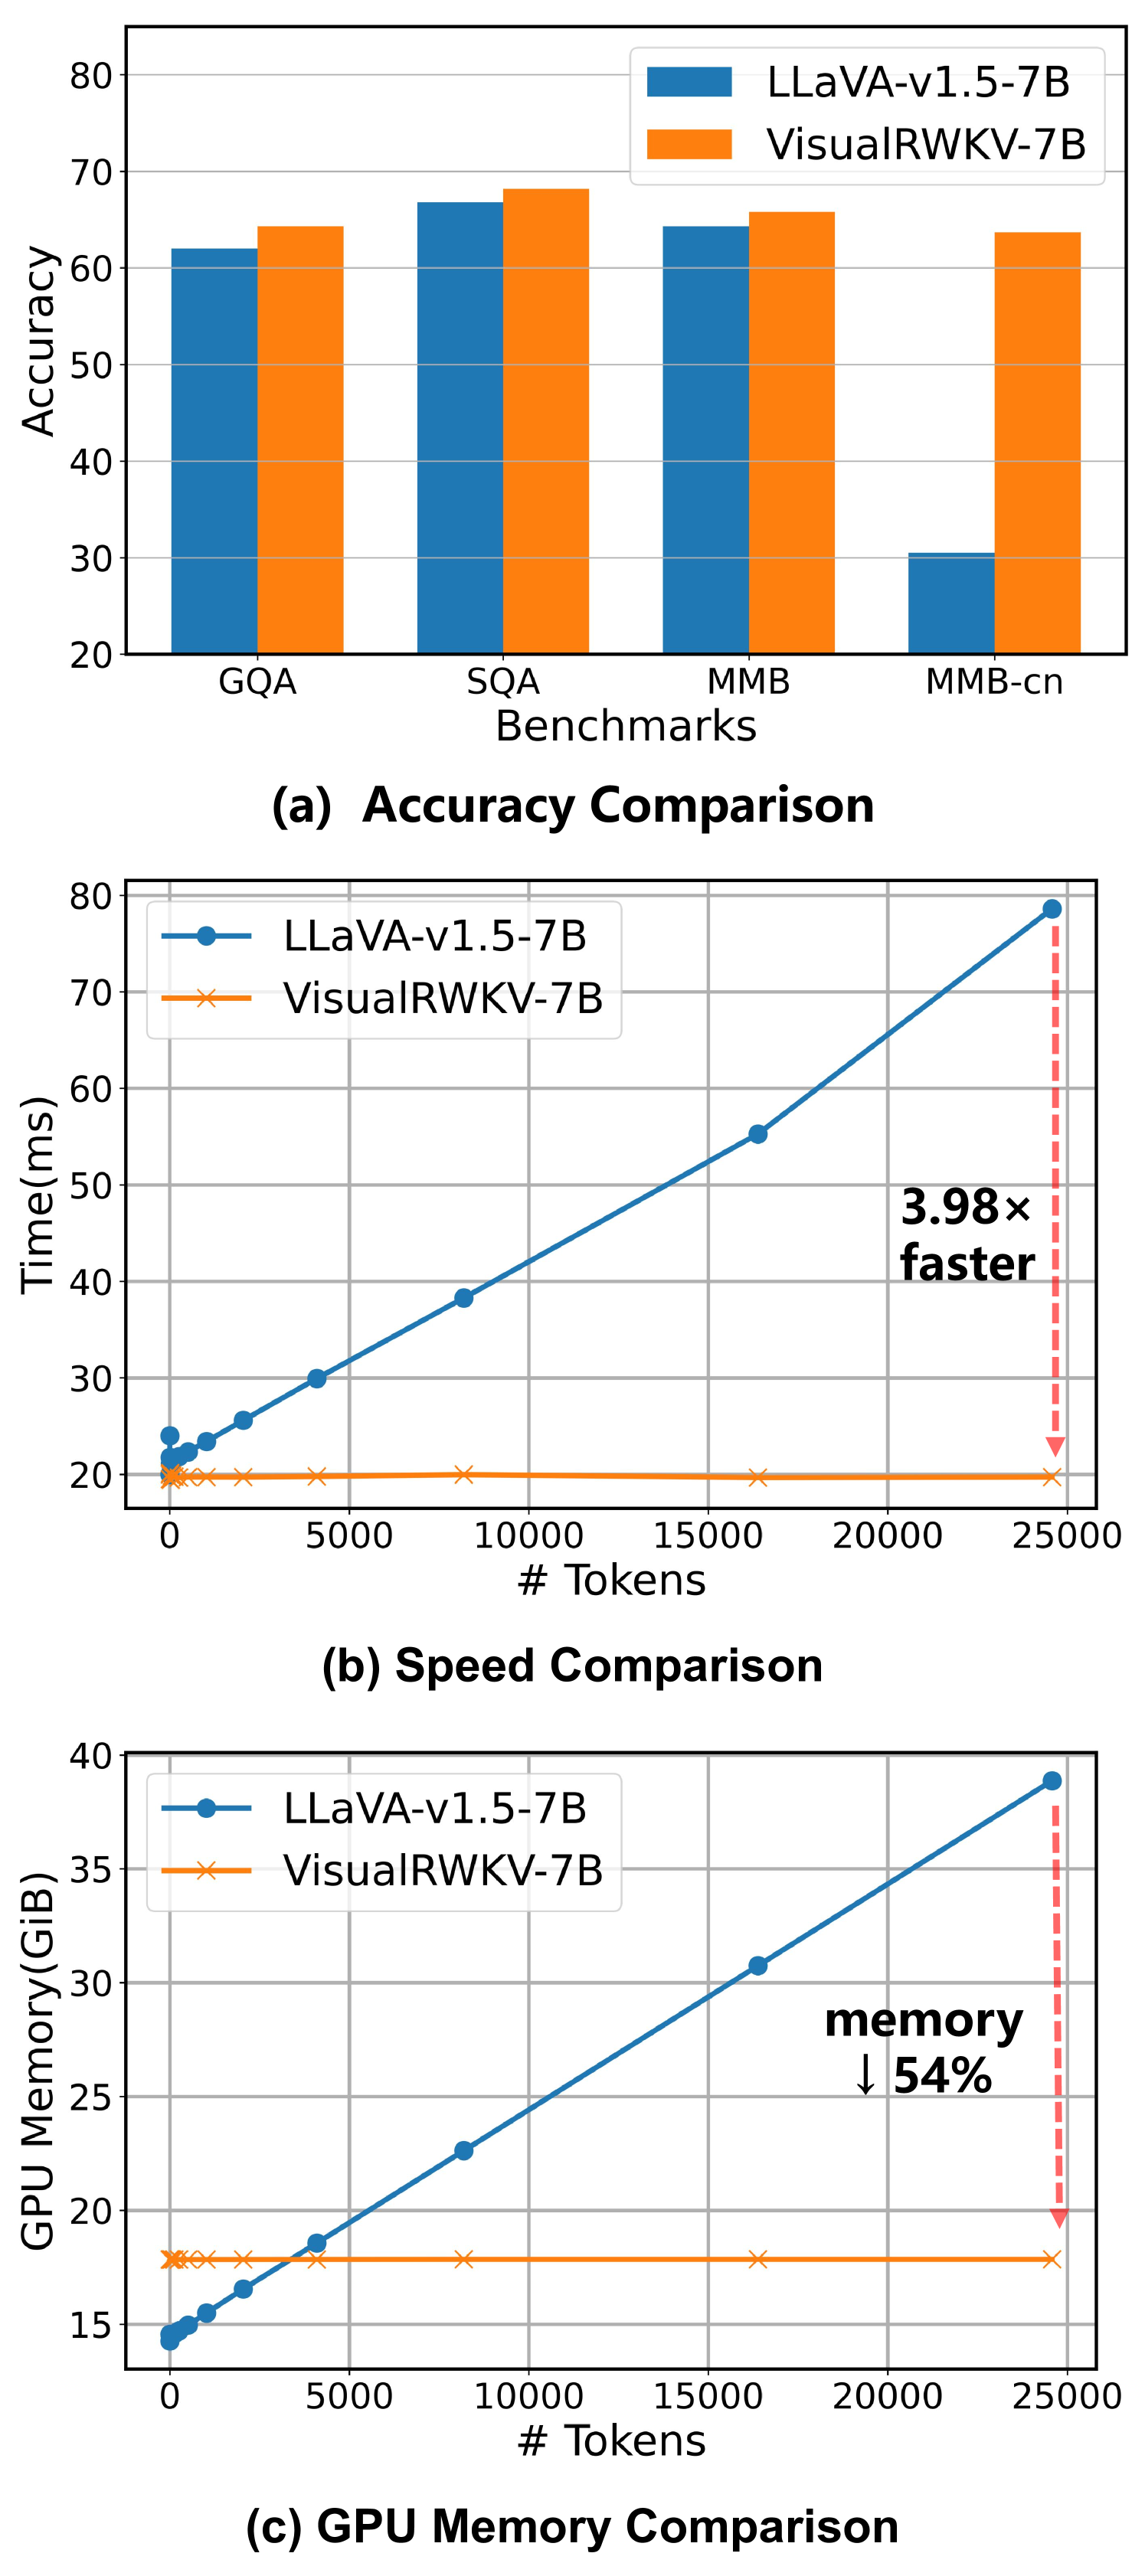 80
70
60
50
40
30
20
Accuracy
LLaVA-v1.5-7B
VisualRWKV-7B
GQA SQA MMB MMB-cn
Benchmarks
(a) Accuracy Comparison
80
70
60
50
40
30
20
Time(ms)
LLaVA-v1.5-7B
VisualRWKV-7B
3.98×
faster
0 5000 10000 15000 20000 25000
# Tokens
(b) Speed Comparison
40
35
30
25
20
15
GPU Memory(GiB)
LLaVA-v1.5-7B
VisualRWKV-7B
memory
↓ 54%
0 5000 10000 15000 20000 25000
# Tokens
(c) GPU Memory Comparison